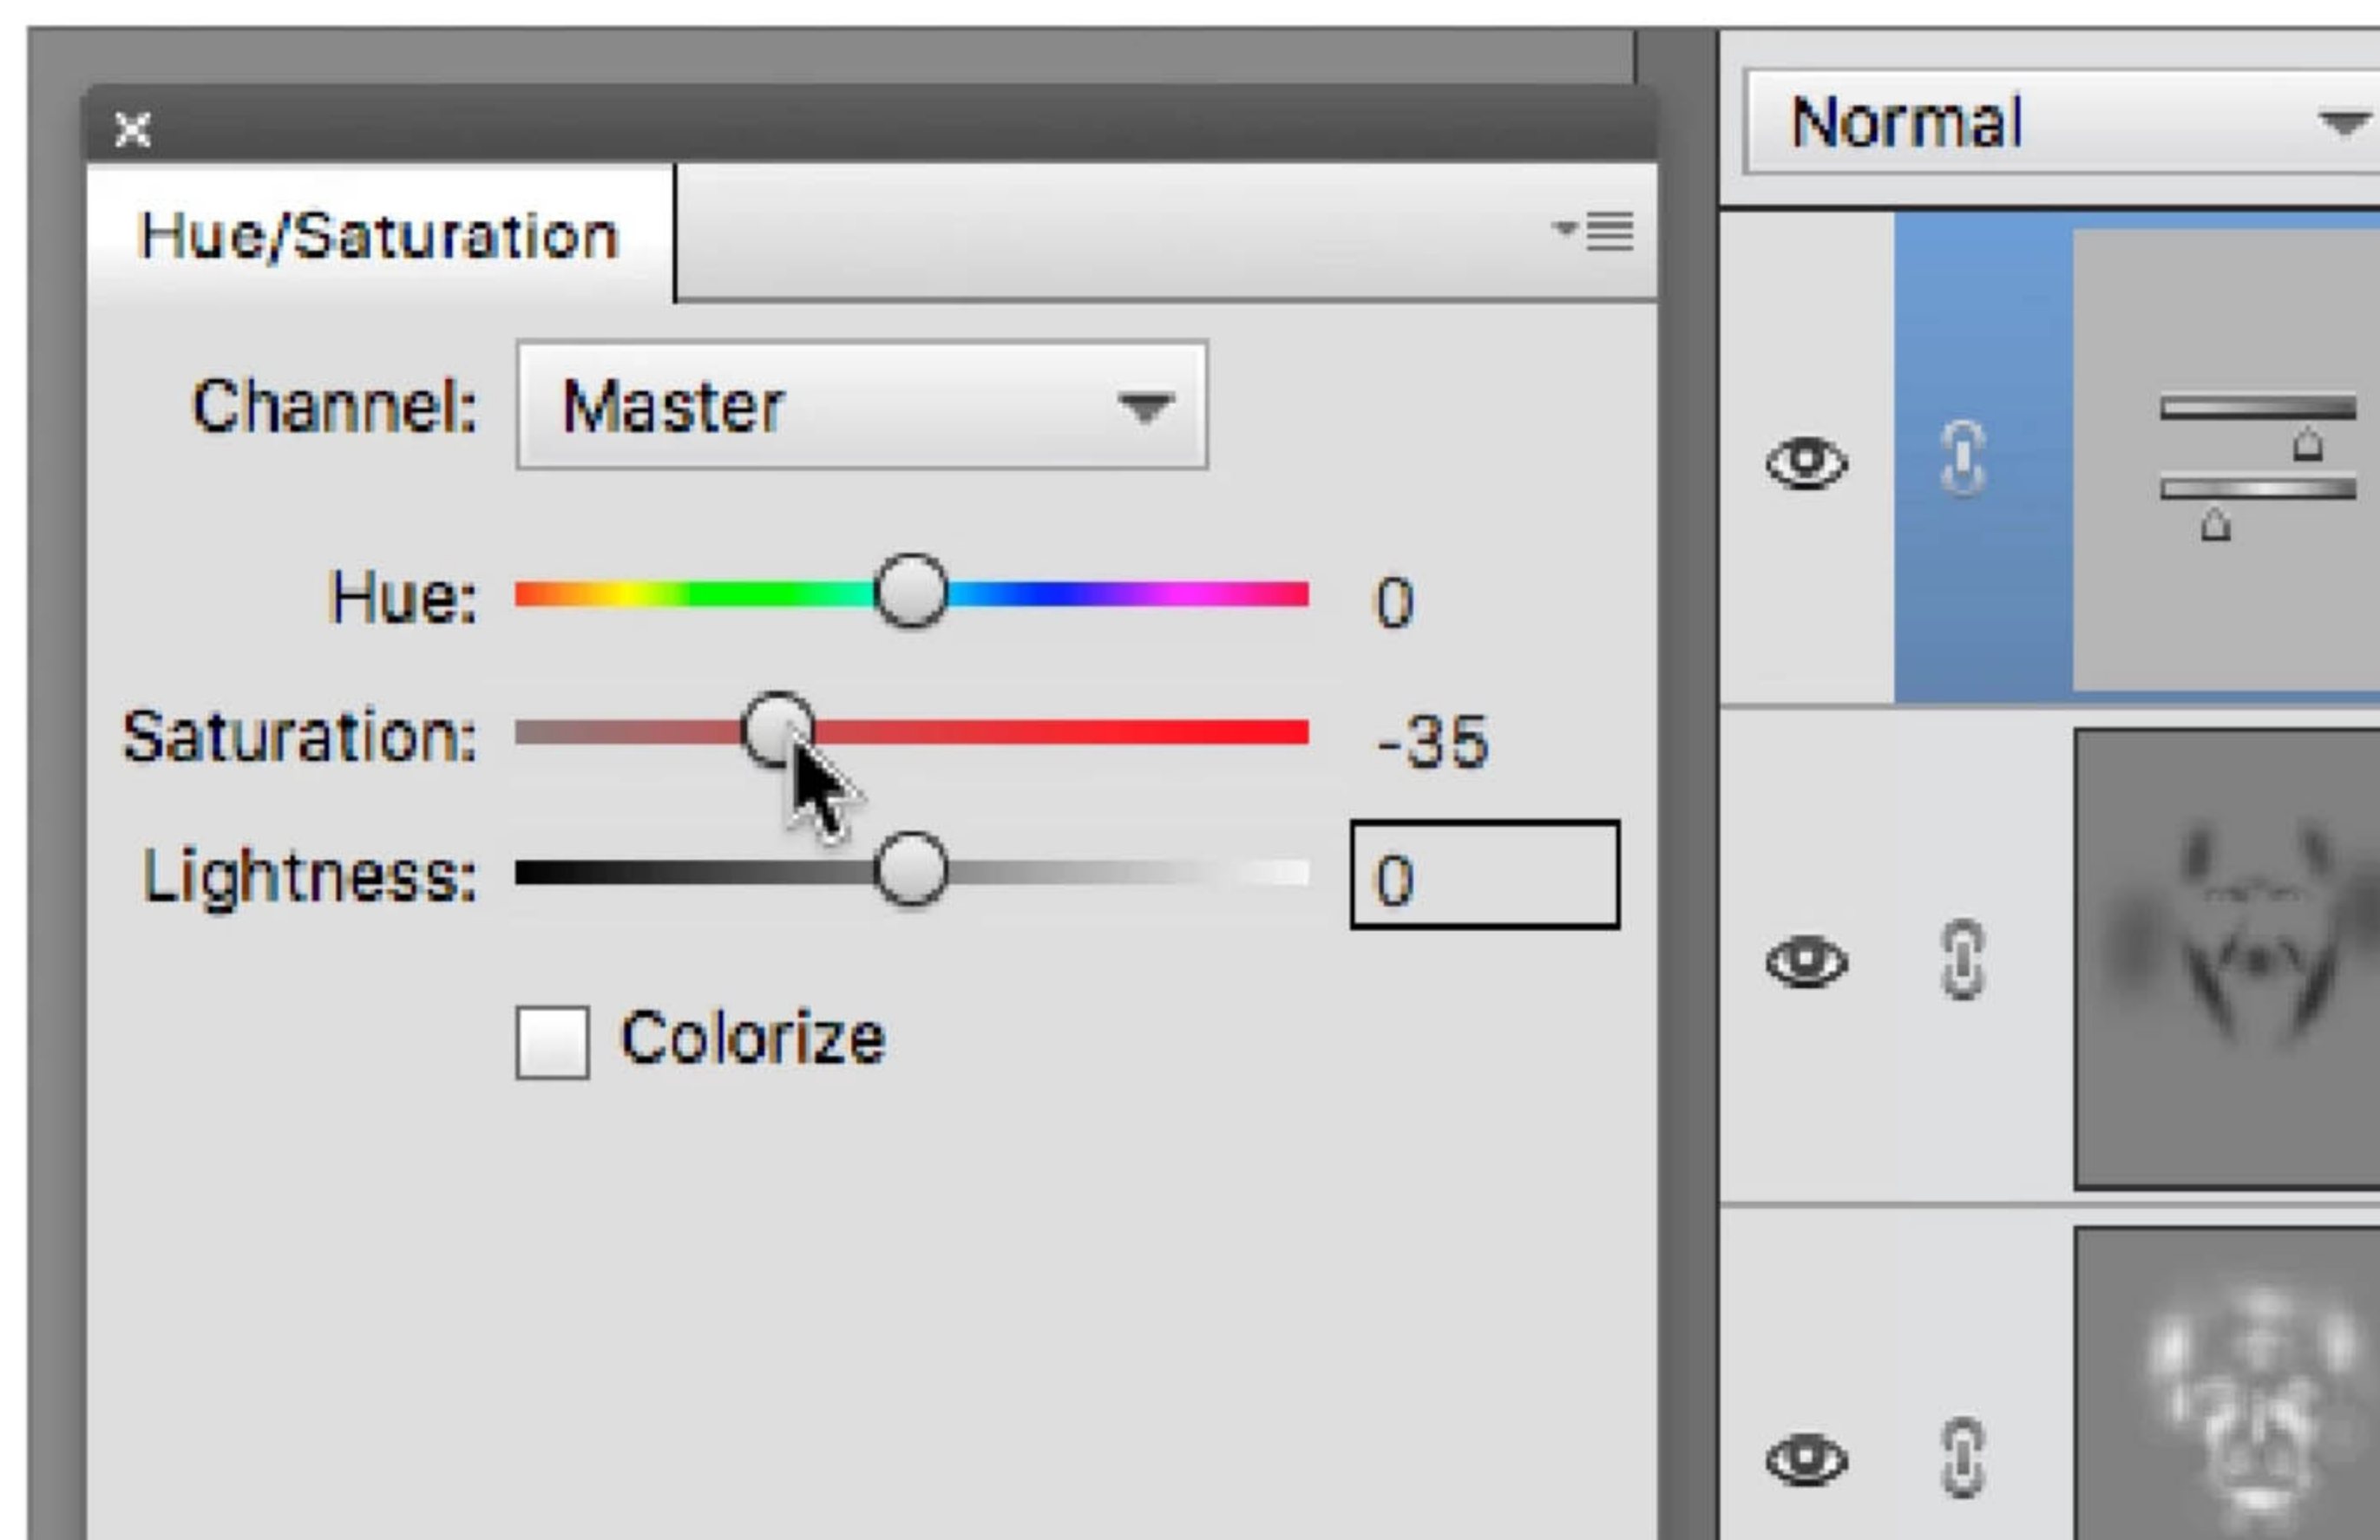 Normal
Hue/Saturation
Channel: Master
Hue: 0
Saturation: -35
Lightness: 0
Colorize